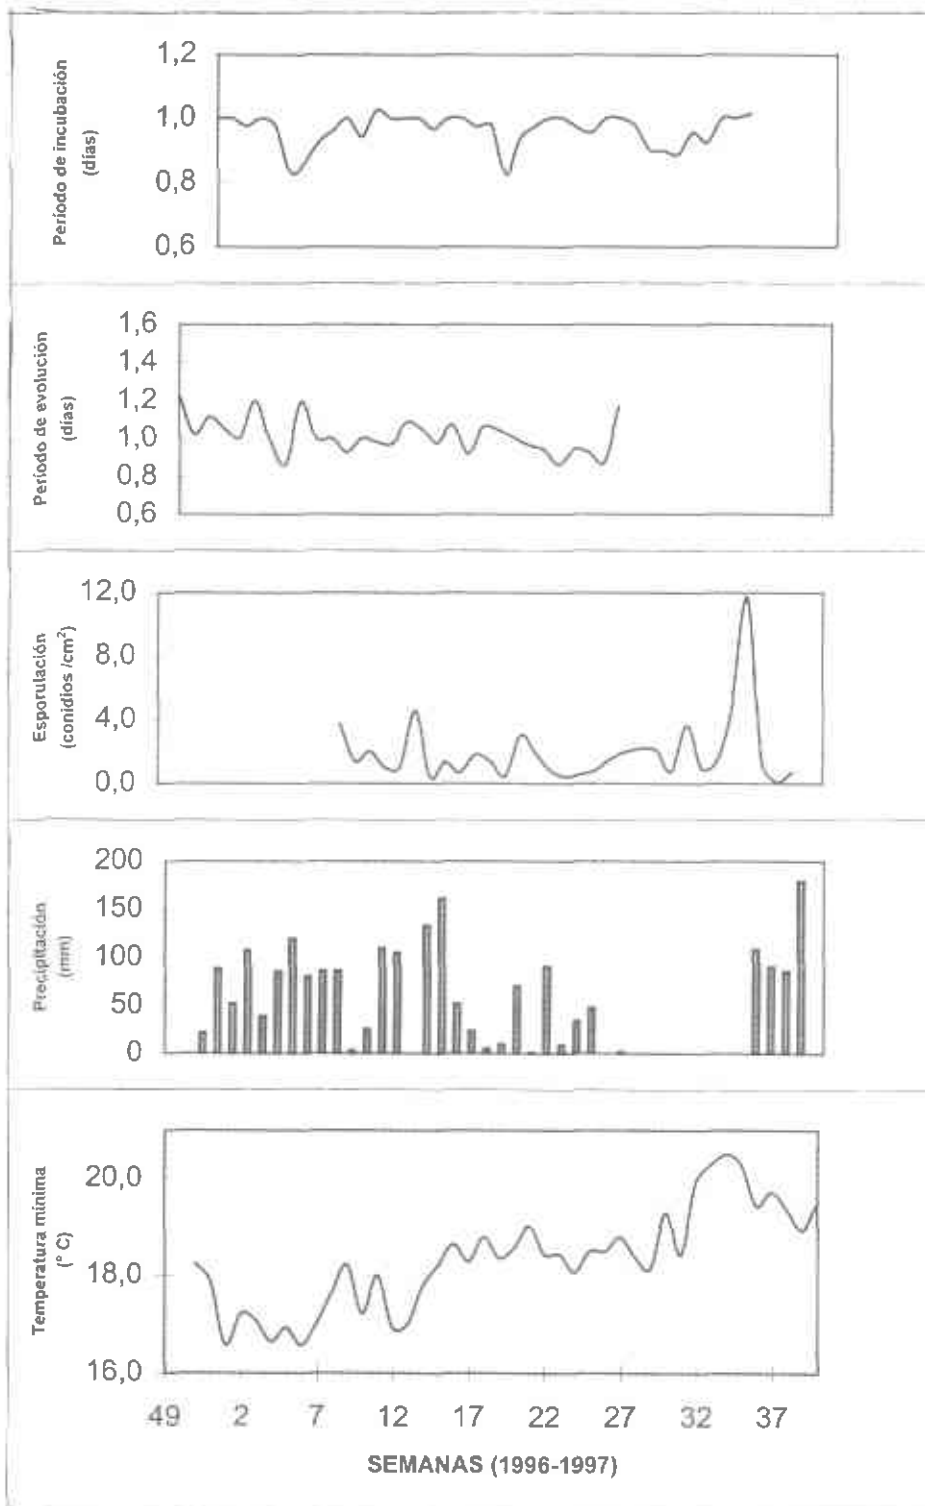 Período de incubación
(días)
1,2
1,0
0,8
0,6
Período de evolución
(días)
1,6
1,4
1,2
1,0
0,8
0,6
Esporulación
(conidios /cm²)
12,0
8,0
4,0
0,0
Precipitación
(mm)
200
150
100
50
0
Temperatura mínima
(° C)
20,0
18,0
16,0
49 2 7 12 17 22 27 32 37
SEMANAS (1996-1997)